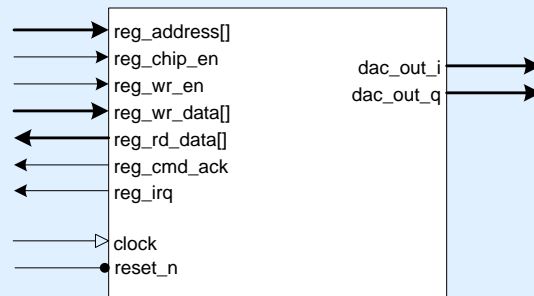 reg_address[]
reg_chip_en
reg_wr_en
reg_wr_data[]
reg_rd_data[]
reg_cmd_ack
reg_irq
clock
reset_n
dac_out_i
dac_out_q